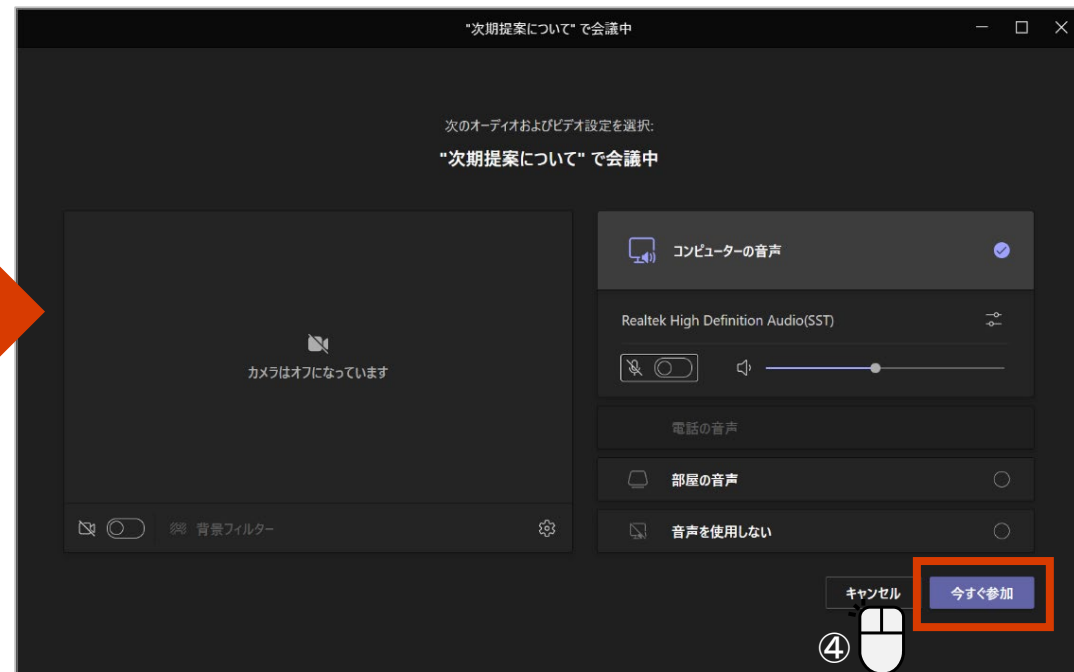 "次期提案について" で会議中
次のオーディオおよびビデオ設定を選択:
"次期提案について" で会議中
カメラはオフになっています
背景フィルター
コンピューターの音声
Realtek High Definition Audio(SST)
電話の音声
部屋の音声
音声を使用しない
キャンセル
今すぐ参加
④